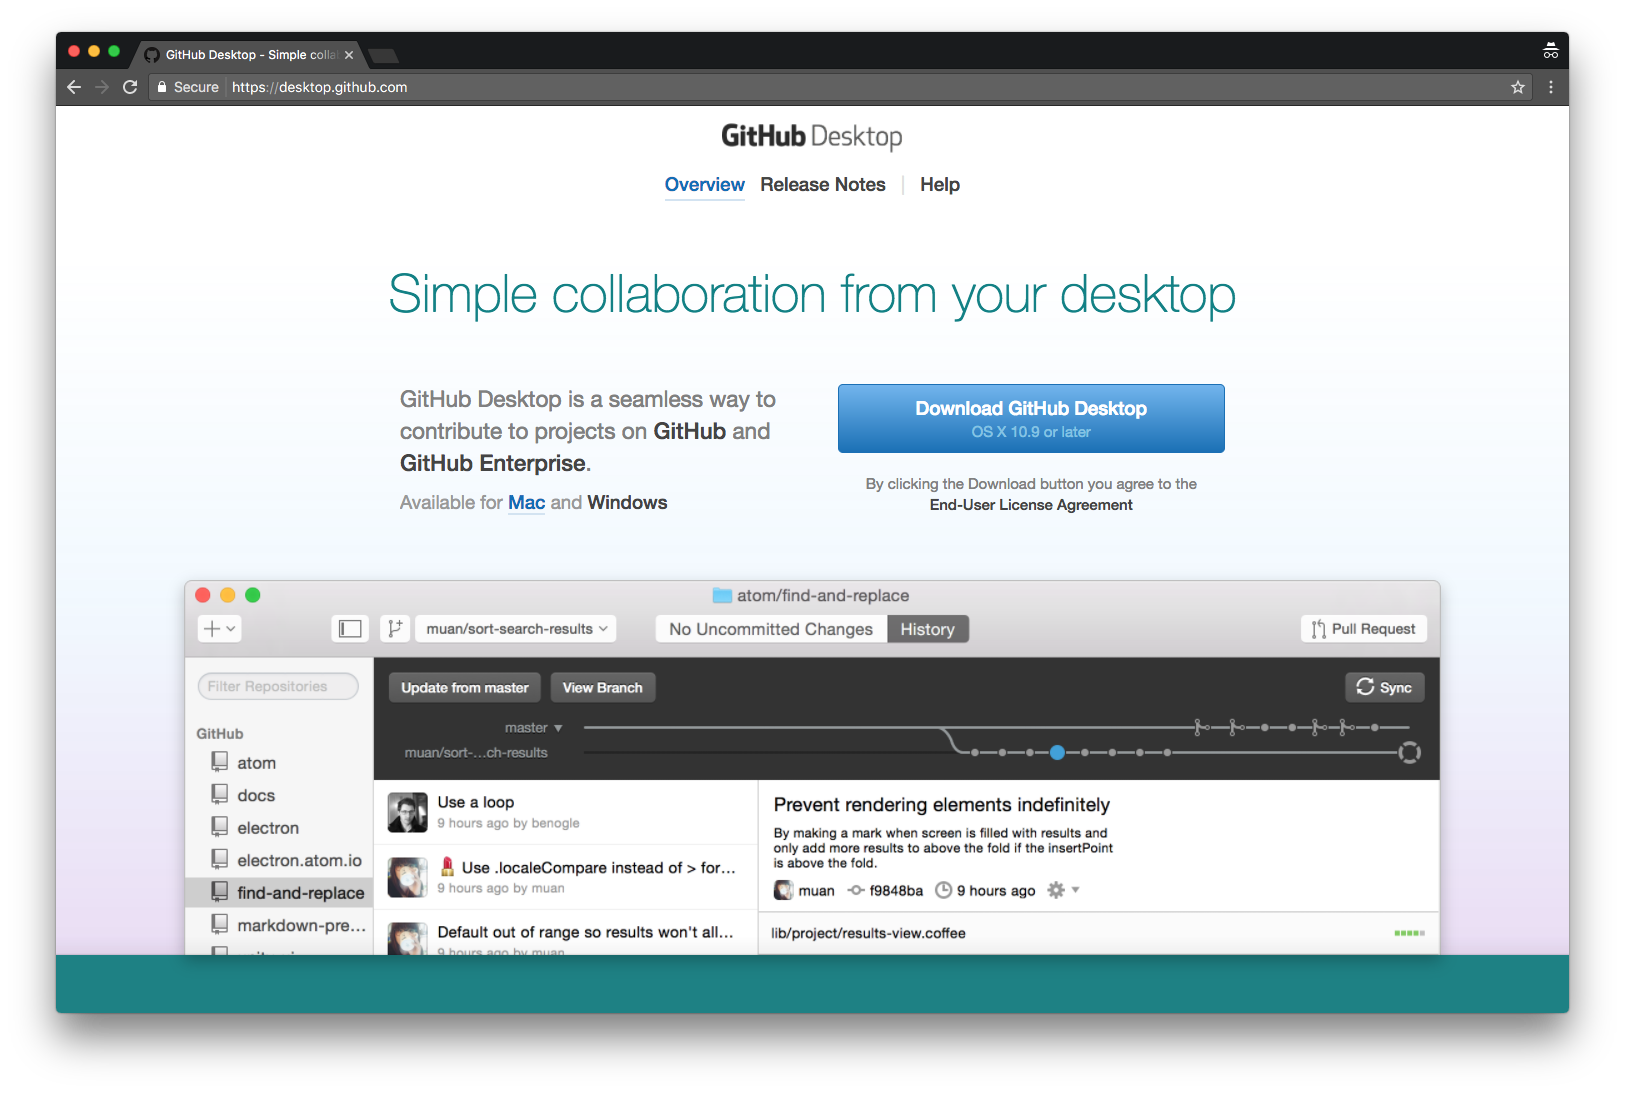 GitHub Desktop - Simple colla
Secure https://desktop.github.com
GitHub Desktop
Overview Release Notes Help
Simple collaboration from your desktop
GitHub Desktop is a seamless way to
contribute to projects on GitHub and
GitHub Enterprise.
Available for Mac and Windows
Download GitHub Desktop
OS X 10.9 or later
By clicking the Download button you agree to the
End-User License Agreement
atom/find-and-replace
muan/sort-search-results No Uncommitted Changes History Pull Request
Filter Repositories
GitHub
atom
docs
electron
electron.atom.io
find-and-replace
markdown-pre...
Update from master View Branch Sync
master
muan/sort-...ch-results
Use a loop
9 hours ago by benogle
💄 Use .localeCompare instead of > for...
9 hours ago by muan
Default out of range so results won't all...
9 hours ago by muan
Prevent rendering elements indefinitely
By making a mark when screen is filled with results and
only add more results to above the fold if the insertPoint
is above the fold.
muan f9848ba 9 hours ago
lib/project/results-view.coffee